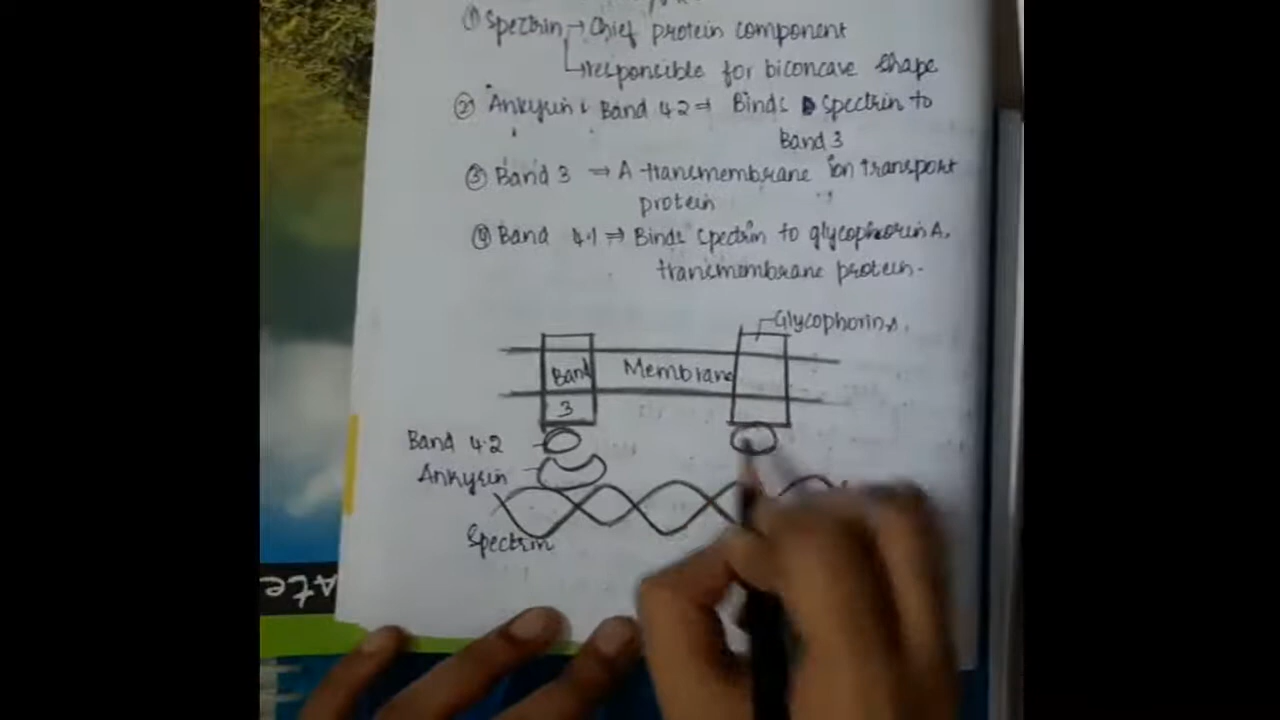 ① Spectrin → Chief protein component
↳ responsible for biconcave shape
② Ankyrin & Band 4.2 ⇒ Binds spectrin to
Band 3
③ Band 3 ⇒ A transmembrane ion transport
protein
④ Band 4.1 ⇒ Binds spectrin to glycophorin A,
transmembrane protein.
Glycophorin A.
Band
3
Membrane
Band 4.2
Ankyrin
Spectrin
ate